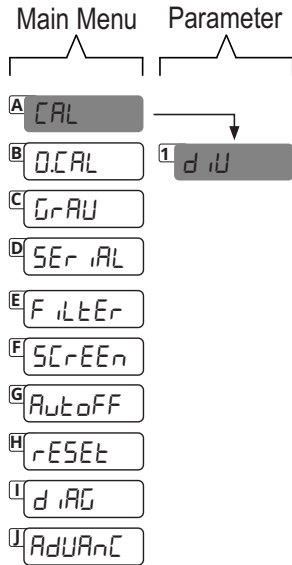 Main Menu Parameter
A CAL
B 0.CAL 1 diU
C GrAU
D SEriAL
E FiLtEr
F SCrEEn
G AutoFF
H rESEt
I diAG
J AdUAnC